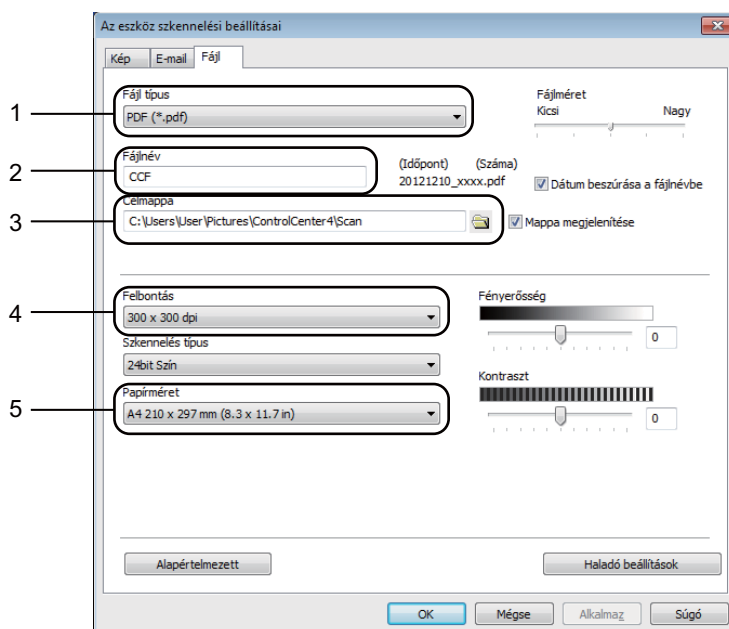 Az eszköz szkennelési beállításai
Kép E-mail Fájl
Fájl típus
PDF (*.pdf)
Fájlméret
Kicsi Nagy
1
Fájlnév
CCF
(Időpont) (Száma)
20121210_xxxx.pdf
Dátum beszúrása a fájlnévbe
2
Célmappa
C:\Users\User\Pictures\ControlCenter4\Scan
Mappa megjelenítése
3
Felbontás
300 x 300 dpi
4
Fényerősség
0
Szkennelés típus
24bit Szín
Kontraszt
0
Papírméret
A4 210 x 297 mm (8.3 x 11.7 in)
5
Alapértelmezett
Haladó beállítások
OK Mégse Alkalmaz Súgó